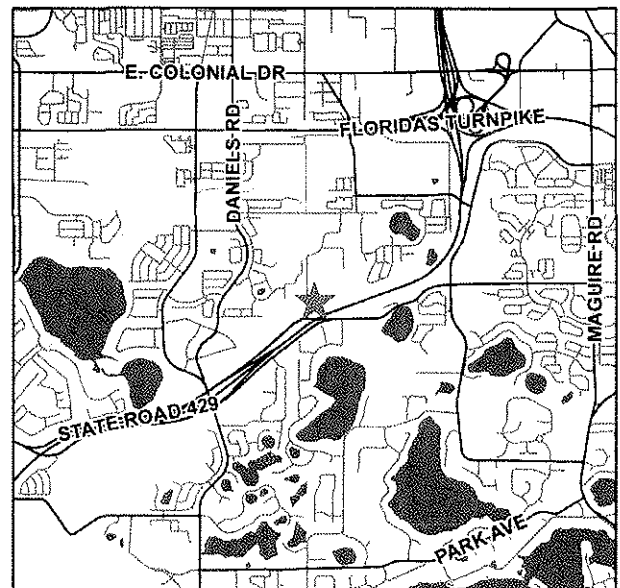 E. COLONIAL DR
FLORIDAS TURNPIKE
DANIELS RD
MAGUIRE RD
STATE ROAD 429
PARK AVE